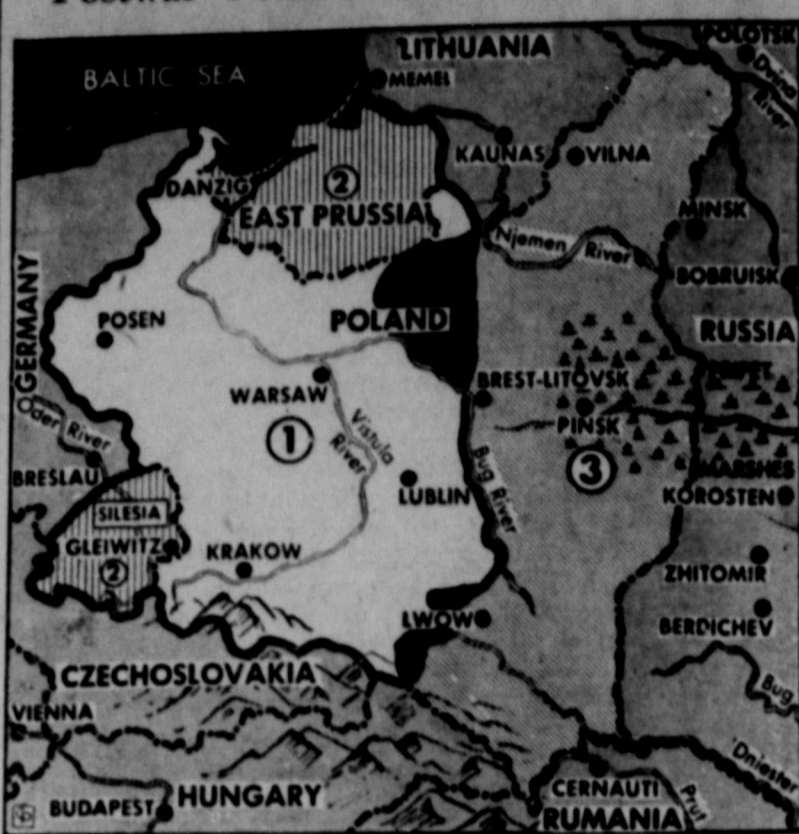 LITHUANIA
POLOTSK
BALTIC SEA
MEMEL
Dvina
River
KAUNAS
VILNA
DANZIG
②
EAST PRUSSIA
MINSK
Njemen River
BOBRUISK
GERMANY
POSEN
POLAND
RUSSIA
WARSAW
BREST-LITOVSK
①
Vistula
River
PINSK
Oder River
③
BRESLAU
LUBLIN
Bug River
MARSHES
SILESIA
KOROSTEN
GLEIWITZ
②
KRAKOW
ZHITOMIR
LWOW
BERDICHEV
CZECHOSLOVAKIA
Bug
VIENNA
Dniester
BUDAPEST
HUNGARY
CERNAUTI
Prut
RUMANIA